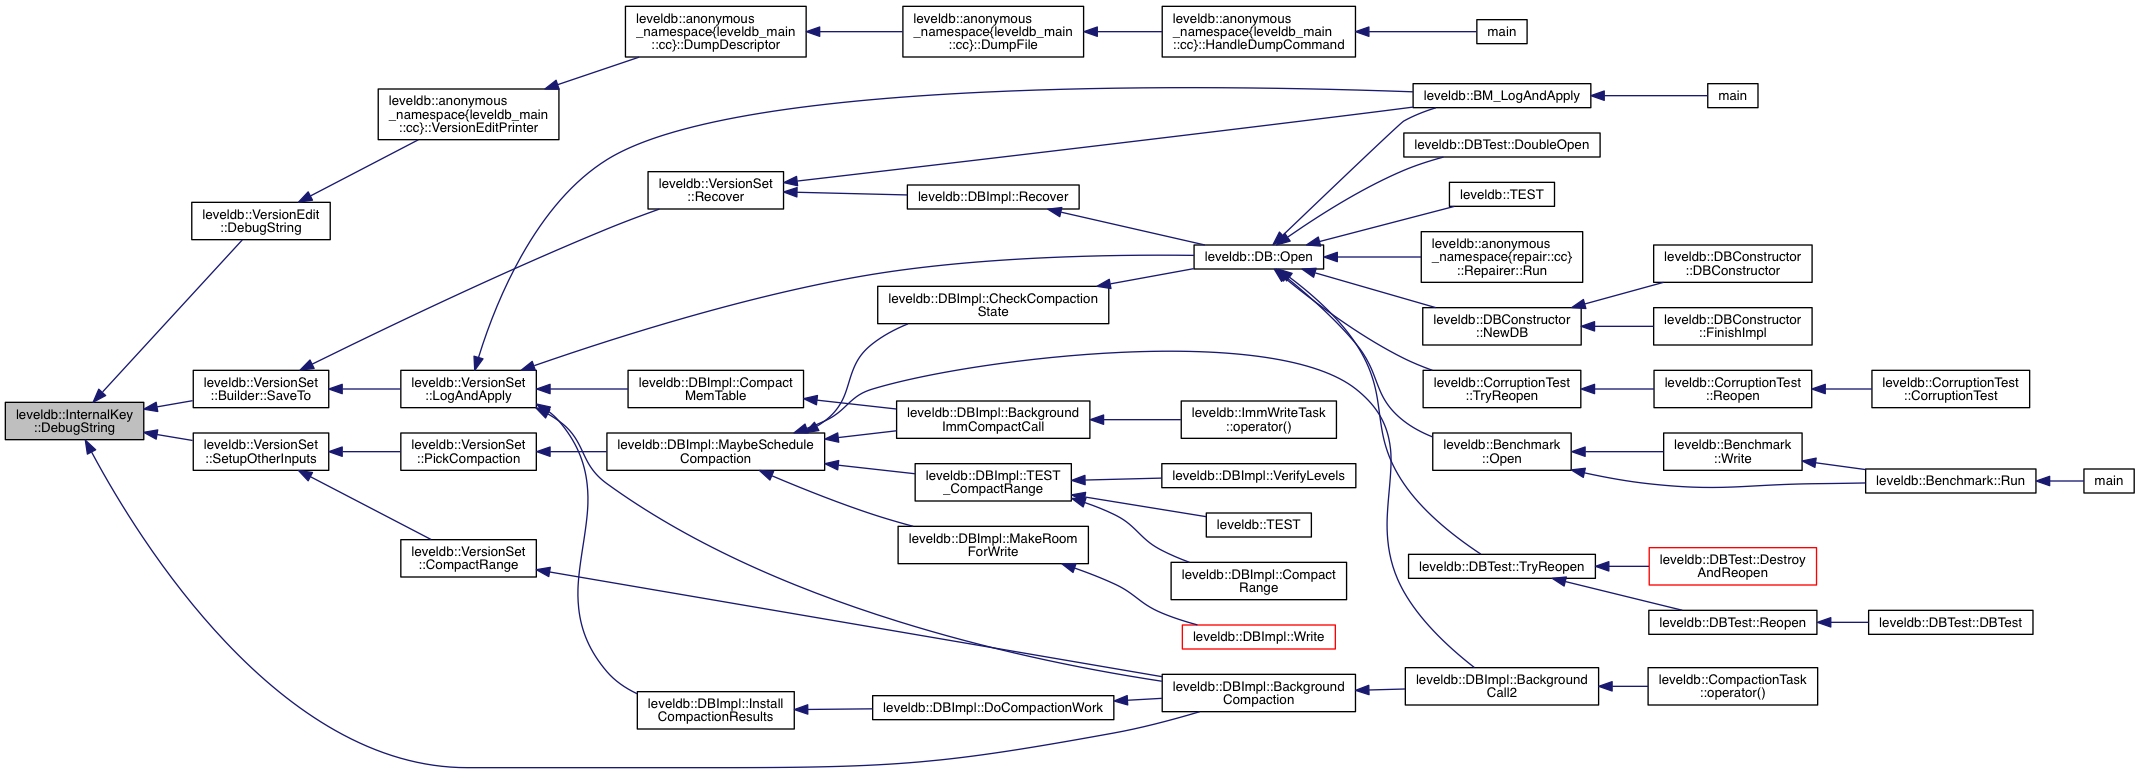 leveldb::anonymous
_namespace{leveldb_main
::cc}::DumpDescriptor
leveldb::anonymous
_namespace{leveldb_main
::cc}::DumpFile
leveldb::anonymous
_namespace{leveldb_main
::cc}::HandleDumpCommand
main
leveldb::anonymous
_namespace{leveldb_main
::cc}::VersionEditPrinter
leveldb::BM_LogAndApply
main
leveldb::DBTest::DoubleOpen
leveldb::VersionSet
::Recover
leveldb::DBImpl::Recover
leveldb::TEST
leveldb::VersionEdit
::DebugString
leveldb::DB::Open
leveldb::anonymous
_namespace{repair::cc}
::Repairer::Run
leveldb::DBConstructor
::DBConstructor
leveldb::DBImpl::CheckCompaction
State
leveldb::DBConstructor
::NewDB
leveldb::DBConstructor
::FinishImpl
leveldb::VersionSet
::Builder::SaveTo
leveldb::VersionSet
::LogAndApply
leveldb::DBImpl::Compact
MemTable
leveldb::CorruptionTest
::TryReopen
leveldb::CorruptionTest
::Reopen
leveldb::CorruptionTest
::CorruptionTest
leveldb::InternalKey
::DebugString
leveldb::DBImpl::Background
ImmCompactCall
leveldb::ImmWriteTask
::operator()
leveldb::VersionSet
::SetupOtherInputs
leveldb::VersionSet
::PickCompaction
leveldb::DBImpl::MaybeSchedule
Compaction
leveldb::Benchmark
::Open
leveldb::Benchmark
::Write
leveldb::DBImpl::TEST
_CompactRange
leveldb::DBImpl::VerifyLevels
leveldb::Benchmark::Run
main
leveldb::TEST
leveldb::DBImpl::MakeRoom
ForWrite
leveldb::VersionSet
::CompactRange
leveldb::DBImpl::Compact
Range
leveldb::DBTest::TryReopen
leveldb::DBTest::Destroy
AndReopen
leveldb::DBTest::Reopen
leveldb::DBTest::DBTest
leveldb::DBImpl::Write
leveldb::DBImpl::Background
Compaction
leveldb::DBImpl::Background
Call2
leveldb::CompactionTask
::operator()
leveldb::DBImpl::Install
CompactionResults
leveldb::DBImpl::DoCompactionWork